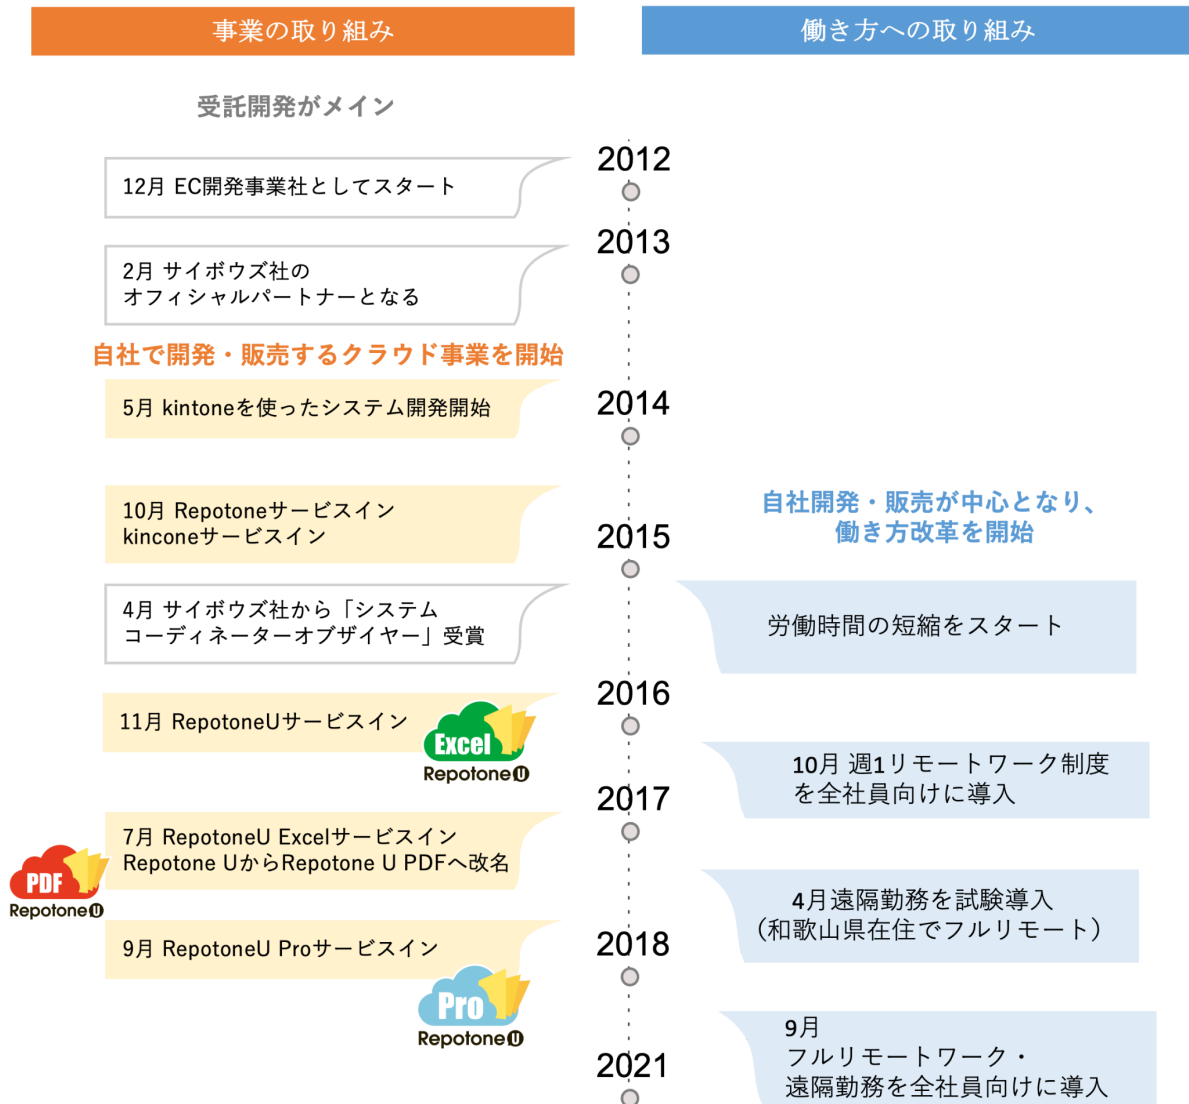 事業の取り組み
働き方への取り組み
受託開発がメイン
2012
12月 EC開発事業社としてスタート
2013
2月 サイボウズ社の
オフィシャルパートナーとなる
自社で開発・販売するクラウド事業を開始
2014
5月 kintoneを使ったシステム開発開始
10月 Repotoneサービスイン
kinconeサービスイン
2015
自社開発・販売が中心となり、
働き方改革を開始
4月 サイボウズ社から「システム
コーディネーターオブザイヤー」受賞
労働時間の短縮をスタート
2016
11月 RepotoneUサービスイン
Excel
RepotoneU
10月 週1リモートワーク制度
を全社員向けに導入
2017
7月 RepotoneU Excelサービスイン
Repotone UからRepotone U PDFへ改名
PDF
RepotoneU
4月遠隔勤務を試験導入
（和歌山県在住でフルリモート）
2018
9月 RepotoneU Proサービスイン
Pro
RepotoneU
9月
フルリモートワーク・
遠隔勤務を全社員向けに導入
2021